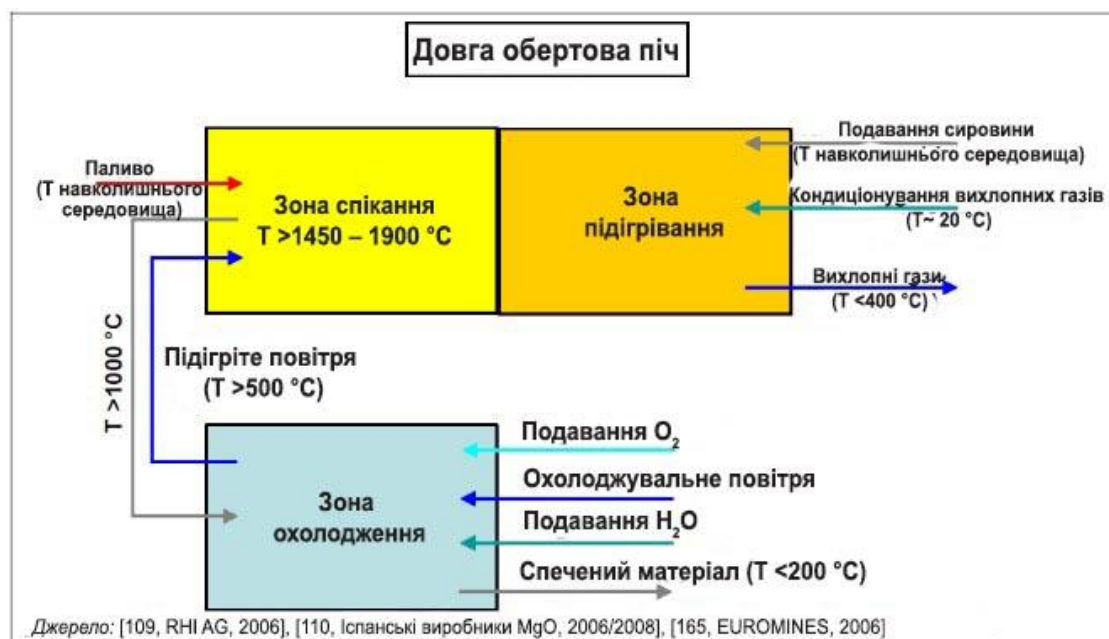 Довга обертова піч
Паливо
(Т навколишнього
середовища)
Зона спікання
Т >1450 – 1900 °С
Зона
підігрівання
Подавання сировини
(Т навколишнього середовища)
Кондиціонування вихлопних газів
(Т~ 20 °С)
Вихлопні гази
(Т <400 °С)
Т >1000 °С
Підігріте повітря
(Т >500 °С)
Зона
охолодження
Подавання O₂
Охолоджувальне повітря
Подавання H₂O
Спечений матеріал (Т <200 °С)
Джерело: [109, RHI AG, 2006], [110, Іспанські виробники MgO, 2006/2008], [165, EUROMINES, 2006]